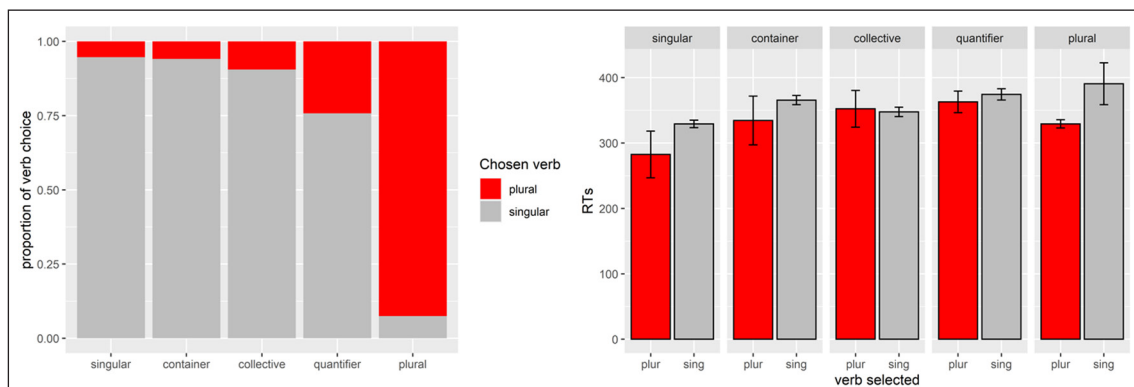 proportion of verb choice
1.00
0.75
0.50
0.25
0.00
singular container collective quantifier plural
Chosen verb
plural
singular
singular container collective quantifier plural
RTs
400
300
200
100
0
plur sing plur sing plur sing plur sing plur sing
verb selected